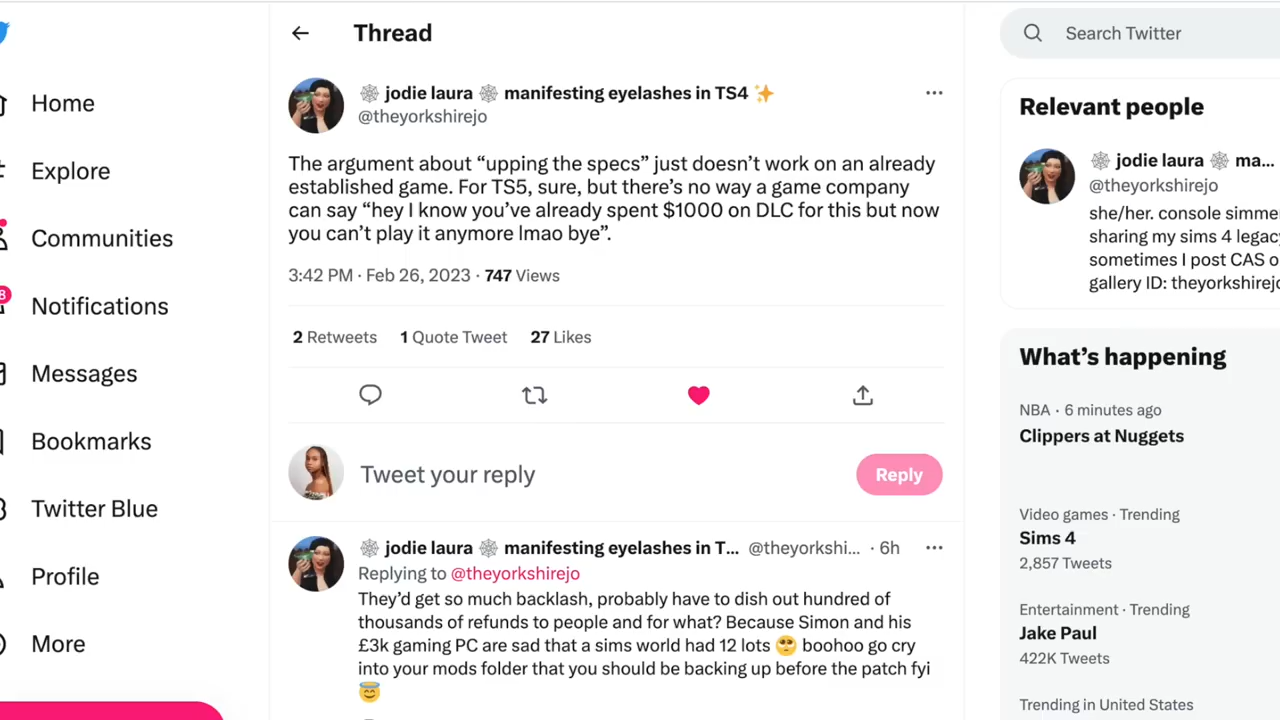 Thread
Search Twitter
Home
Explore
Communities
Notifications
8
Messages
Bookmarks
Twitter Blue
Profile
More
🕸 jodie laura 🕸 manifesting eyelashes in TS4 ✨
@theyorkshirejo
The argument about “upping the specs” just doesn’t work on an already
established game. For TS5, sure, but there’s no way a game company
can say “hey I know you’ve already spent $1000 on DLC for this but now
you can’t play it anymore lmao bye”.
3:42 PM · Feb 26, 2023 · 747 Views
2 Retweets 1 Quote Tweet 27 Likes
Tweet your reply
Reply
🕸 jodie laura 🕸 manifesting eyelashes in T... @theyorkshi... · 6h
Replying to @theyorkshirejo
They’d get so much backlash, probably have to dish out hundred of
thousands of refunds to people and for what? Because Simon and his
£3k gaming PC are sad that a sims world had 12 lots 🥺 boohoo go cry
into your mods folder that you should be backing up before the patch fyi
😇
Relevant people
🕸 jodie laura 🕸 ma...
@theyorkshirejo
she/her. console simme
sharing my sims 4 legac
sometimes I post CAS o
gallery ID: theyorkshirejo
What’s happening
NBA · 6 minutes ago
Clippers at Nuggets
Video games · Trending
Sims 4
2,857 Tweets
Entertainment · Trending
Jake Paul
422K Tweets
Trending in United States